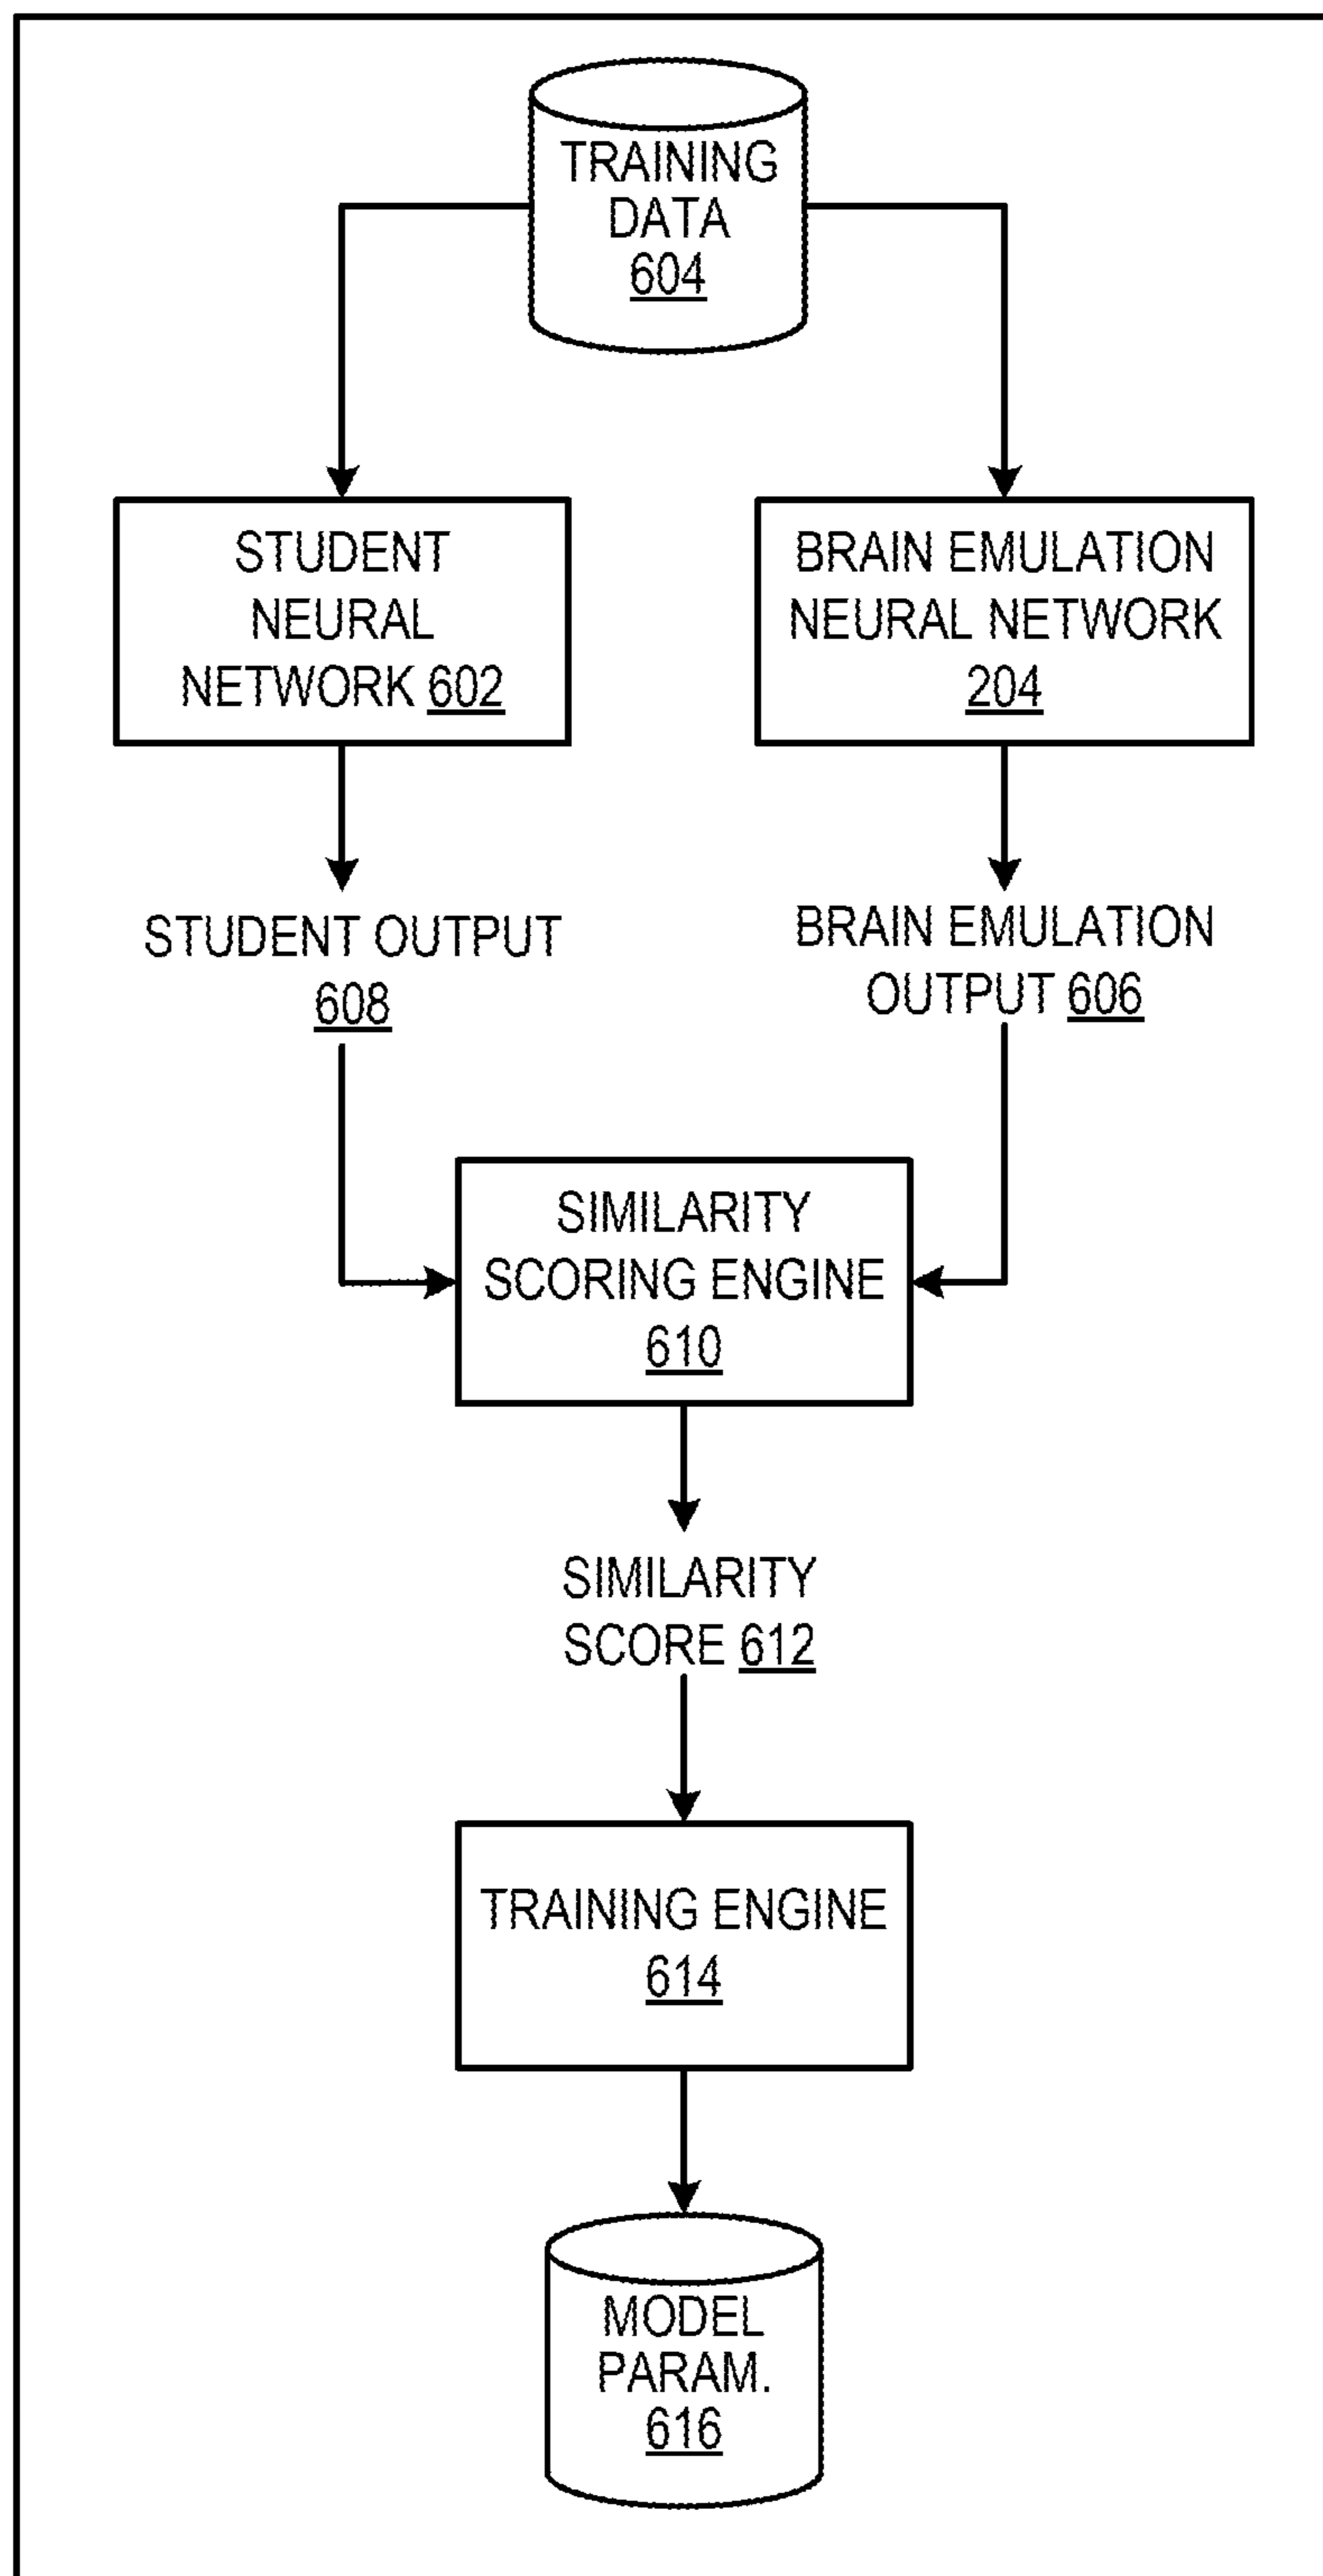 TRAINING
DATA
604
STUDENT
NEURAL
NETWORK 602
BRAIN EMULATION
NEURAL NETWORK
204
STUDENT OUTPUT
608
BRAIN EMULATION
OUTPUT 606
SIMILARITY
SCORING ENGINE
610
SIMILARITY
SCORE 612
TRAINING ENGINE
614
MODEL
PARAM.
616